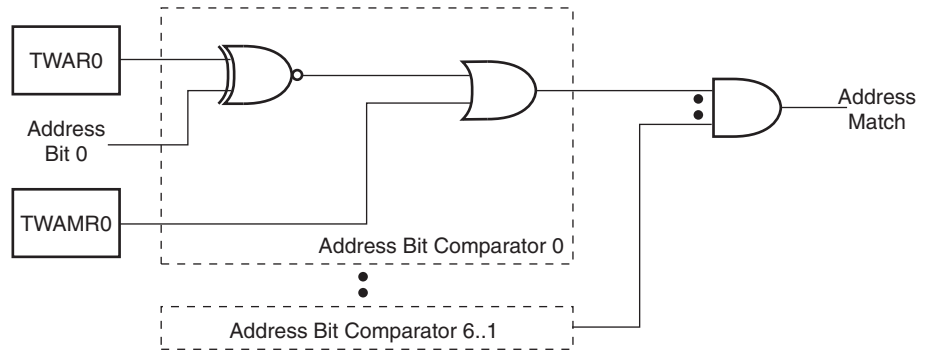 TWAR0
Address
Bit 0
TWAMR0
Address Bit Comparator 0
Address Bit Comparator 6..1
Address
Match